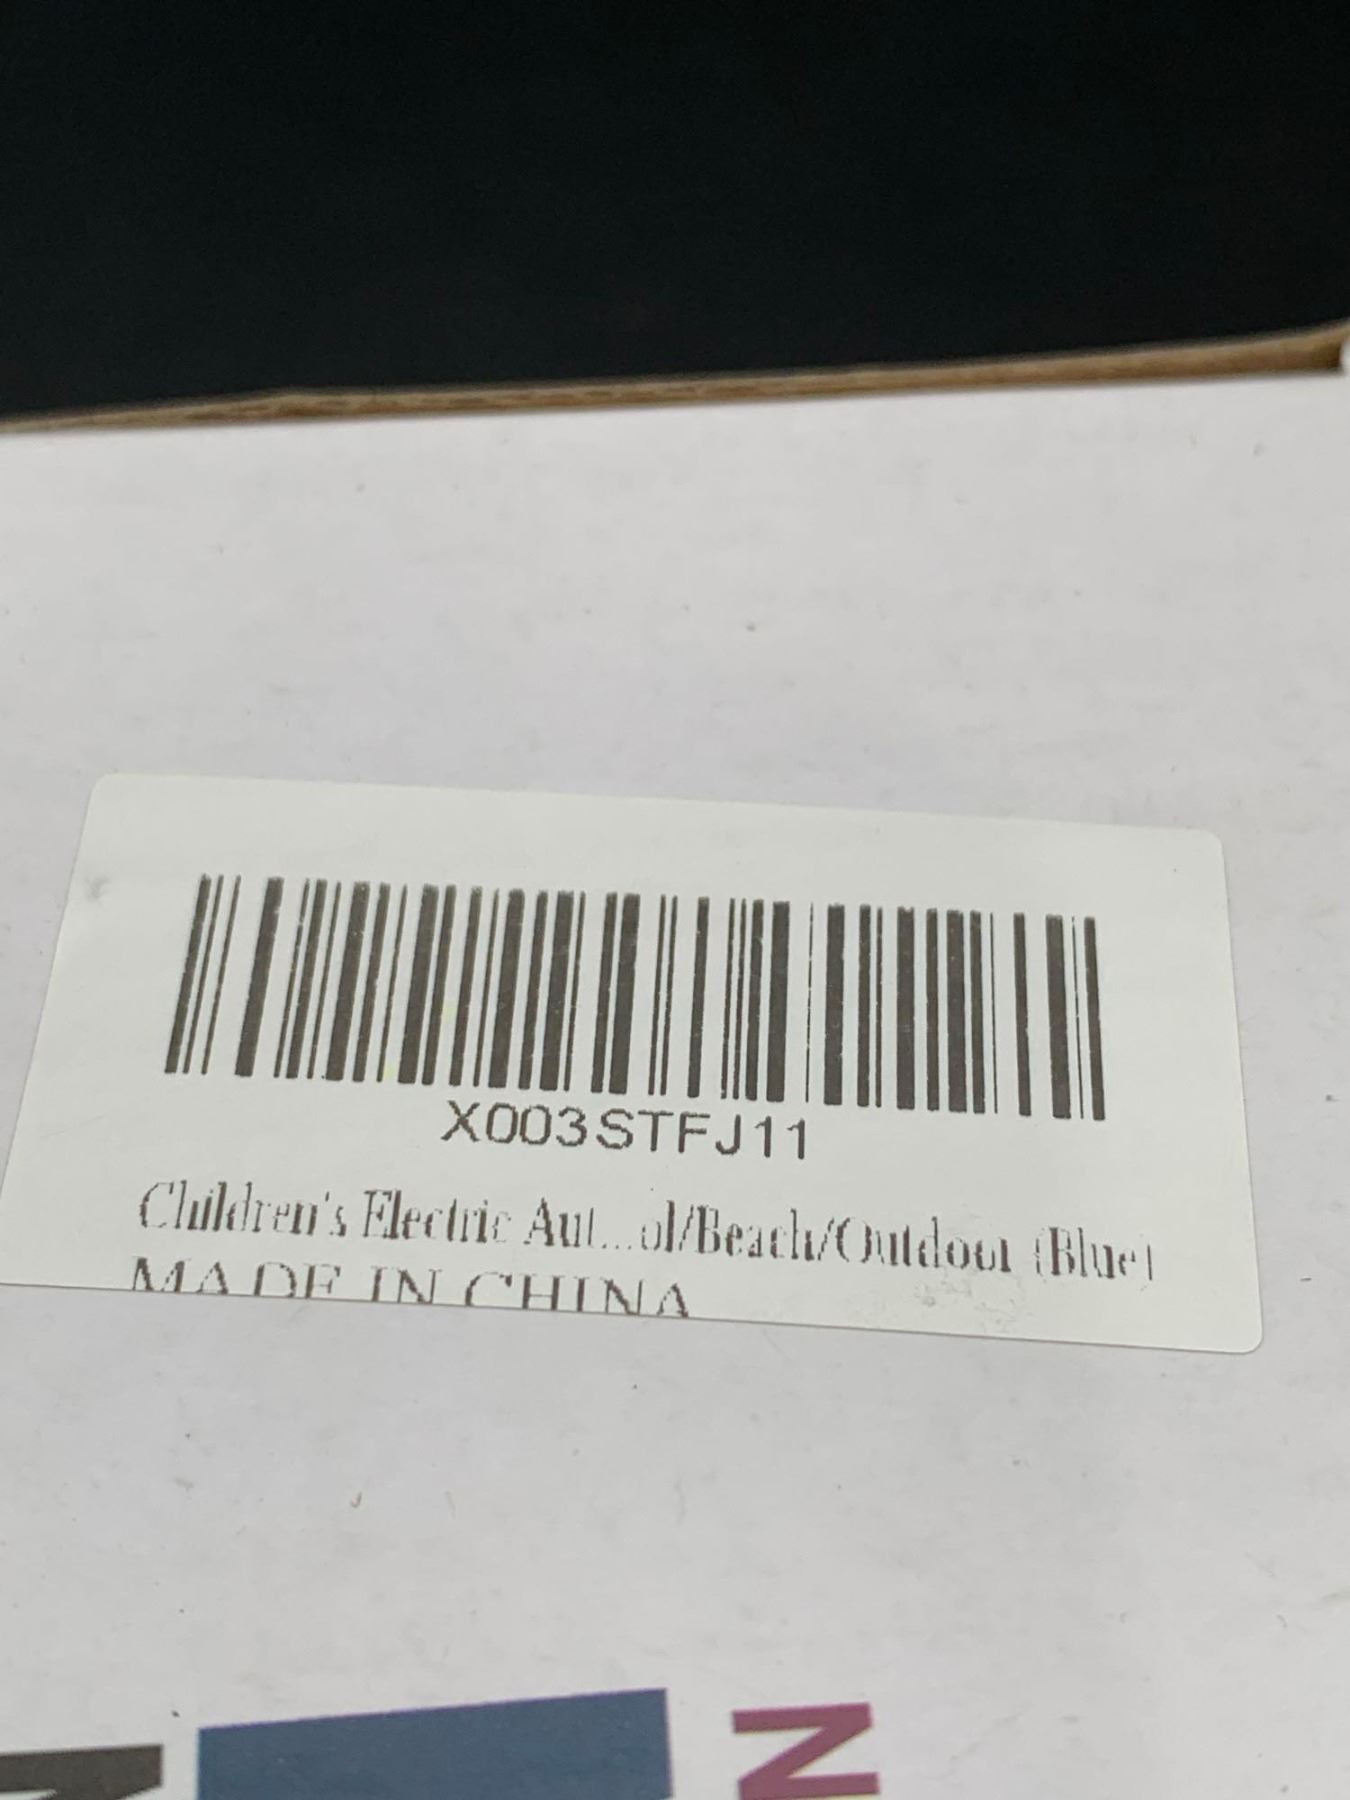 X003STFJ11
Children's Electric Aut...ol/Beach/Outdoor (Blue)
MADE IN CHINA
N